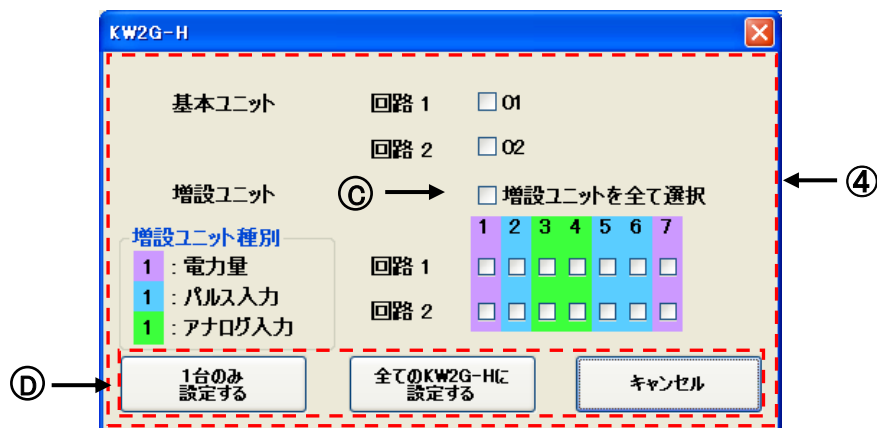 KW2G-H
基本ユニット 回路 1 01
回路 2 02
増設ユニット Ⓒ 増設ユニットを全て選択 ④
1 2 3 4 5 6 7
増設ユニット種別
1 : 電力量 回路 1
1 : パルス入力
回路 2
1 : アナログ入力
Ⓓ 1台のみ 全てのKW2G-Hに キャンセル
設定する 設定する